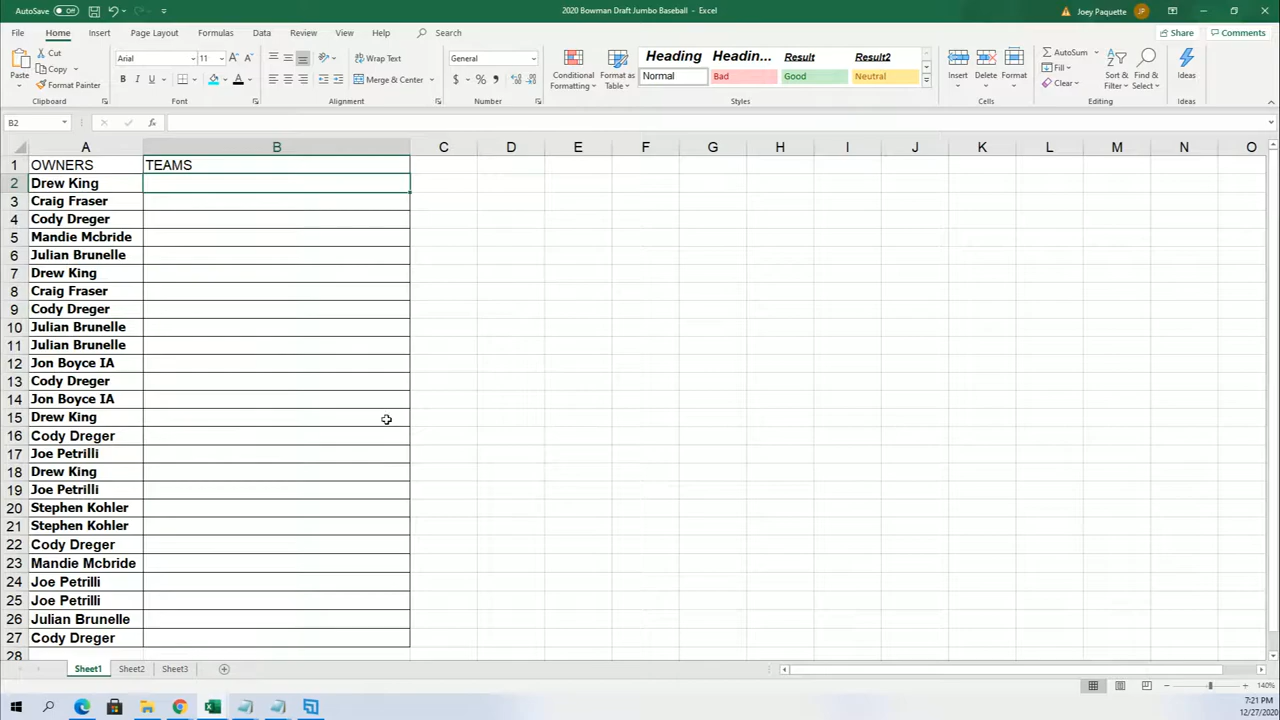 AutoSave Off 2020 Bowman Draft Jumbo Baseball - Excel Joey Paquette JP
File Home Insert Page Layout Formulas Data Review View Help Search Share Comments
Paste Cut Copy Format Painter Clipboard
Arial 11 A A B I U A Font
Wrap Text Merge & Center Alignment
General $ % , Number
Conditional Formatting Format as Table
Heading Headin... Result Result2
Normal Bad Good Neutral
Styles
Insert Delete Format Cells
AutoSum Fill Clear Sort & Filter Find & Select Editing
Ideas Ideas
B2 fx
A B C D E F G H I J K L M N O
1 OWNERS TEAMS
2 Drew King
3 Craig Fraser
4 Cody Dreger
5 Mandie Mcbride
6 Julian Brunelle
7 Drew King
8 Craig Fraser
9 Cody Dreger
10 Julian Brunelle
11 Julian Brunelle
12 Jon Boyce IA
13 Cody Dreger
14 Jon Boyce IA
15 Drew King
16 Cody Dreger
17 Joe Petrilli
18 Drew King
19 Joe Petrilli
20 Stephen Kohler
21 Stephen Kohler
22 Cody Dreger
23 Mandie Mcbride
24 Joe Petrilli
25 Joe Petrilli
26 Julian Brunelle
27 Cody Dreger
28
Sheet1 Sheet2 Sheet3
140%
7:21 PM
12/27/2020